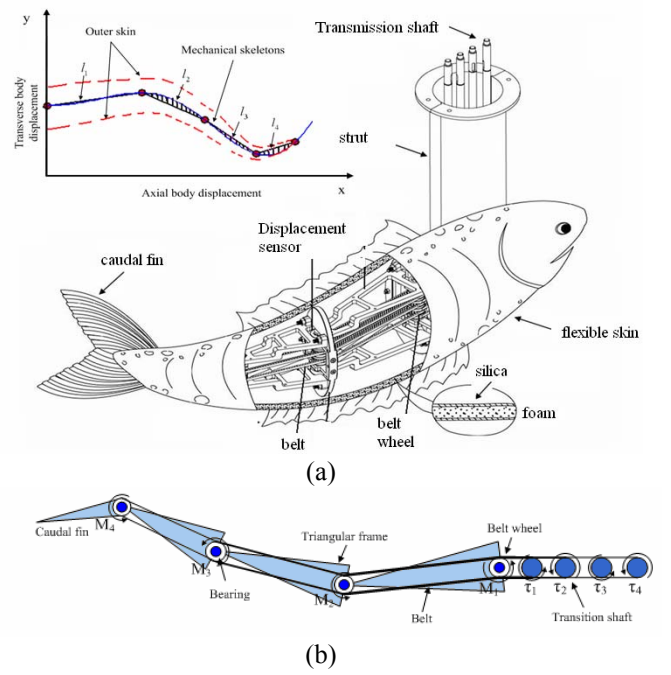 y
Outer skin
Mechanical skeletons
l1
l2
l3
l4
Transverse body
displacement
Axial body displacement
x
Transmission shaft
strut
Displacement
sensor
caudal fin
flexible skin
silica
foam
belt
belt
wheel
(a)
Caudal fin
M4
M3
Bearing
Triangular frame
M2
Belt wheel
M1
Belt
τ1
τ2
τ3
τ4
Transition shaft
(b)